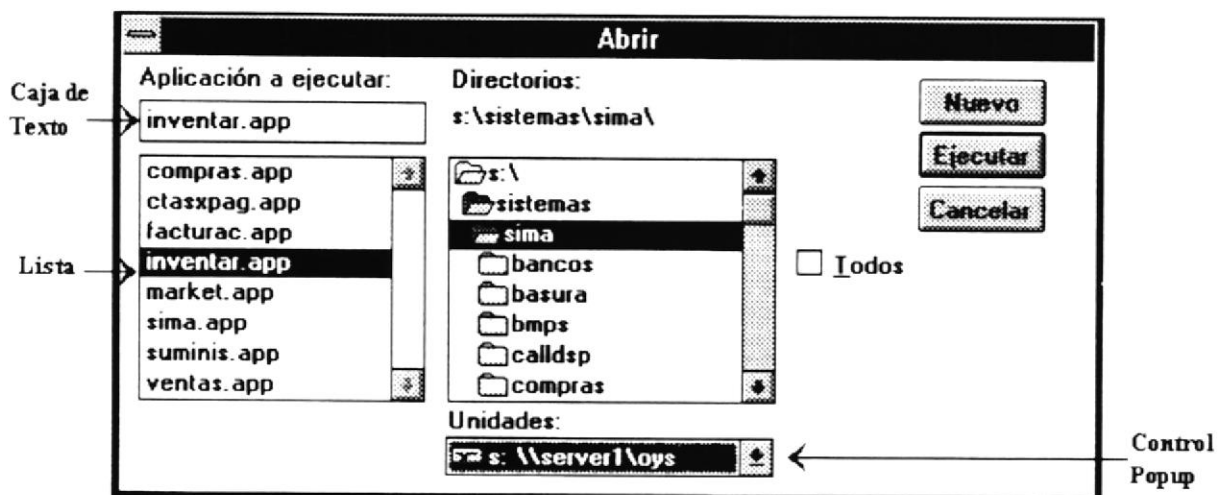 Abrir
Aplicación a ejecutar:
Directorios:
Caja de
Texto
inventar.app
s:\sistemas\sima\
Nuevo
Ejecutar
Cancelar
compras.app
ctasxpag.app
facturac.app
inventar.app
market.app
sima.app
suminis.app
ventas.app
Lista
s:\
sistemas
sima
bancos
basura
bmps
calldsp
compras
Todos
Unidades:
s: \\server1\oys
Control
Popup